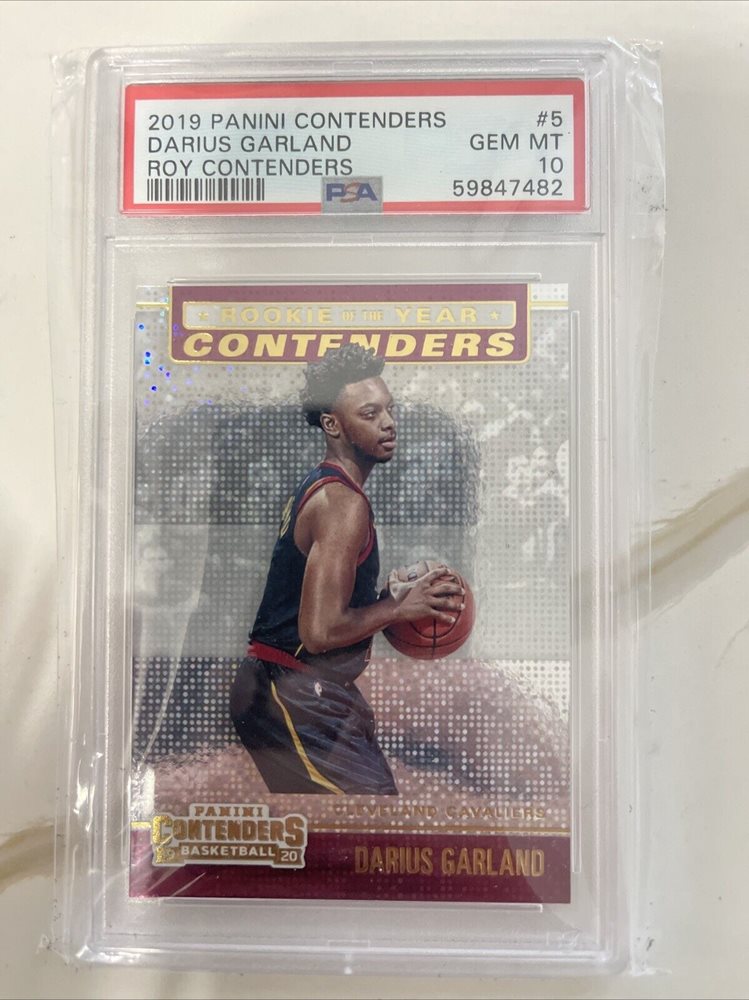 2019 PANINI CONTENDERS #5
DARIUS GARLAND GEM MT
ROY CONTENDERS 10
PSA 59847482
ROOKIE OF THE YEAR
CONTENDERS
CLEVELAND CAVALIERS
PANINI
CONTENDERS
19 BASKETBALL 20
DARIUS GARLAND